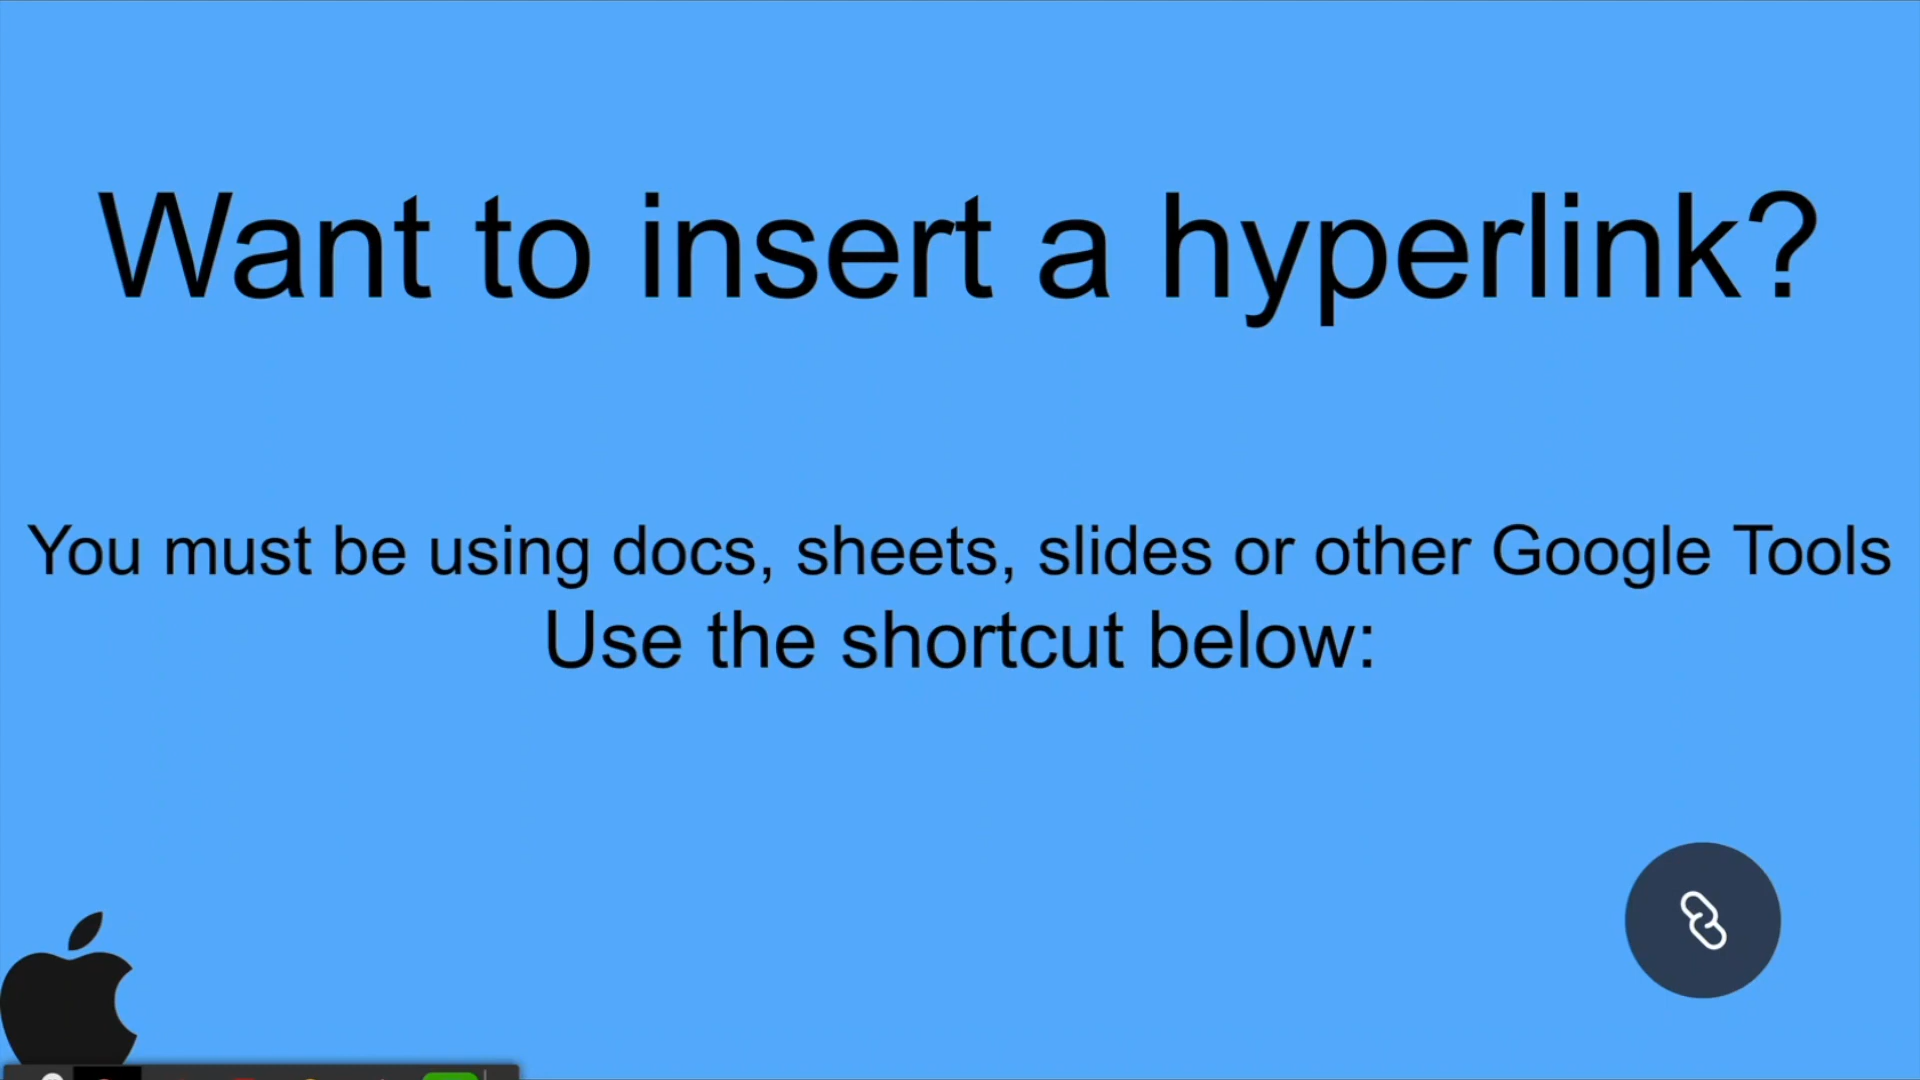 Want to insert a hyperlink?
You must be using docs, sheets, slides or other Google Tools
Use the shortcut below: